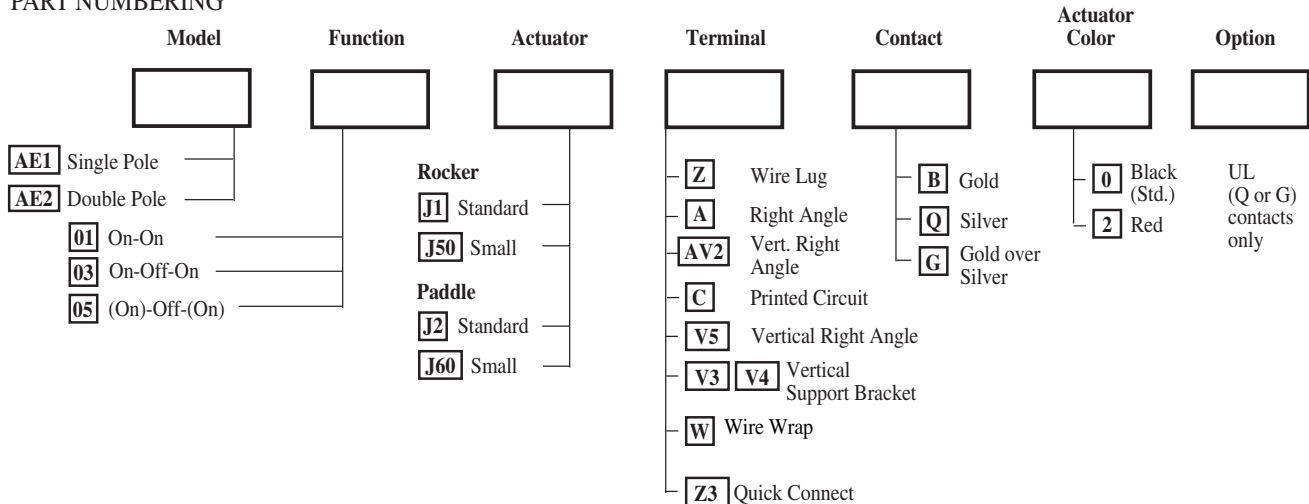 PART NUMBERING
Model Function Actuator Terminal Contact Actuator Color Option
AE1 Single Pole
AE2 Double Pole
01 On-On
03 On-Off-On
05 (On)-Off-(On)
Rocker
J1 Standard
J50 Small
Paddle
J2 Standard
J60 Small
Z Wire Lug
A Right Angle
AV2 Vert. Right
Angle
C Printed Circuit
V5 Vertical Right Angle
V3 V4 Vertical
Support Bracket
W Wire Wrap
Z3 Quick Connect
B Gold
Q Silver
G Gold over
Silver
0 Black
(Std.)
2 Red
UL
(Q or G)
contacts
only